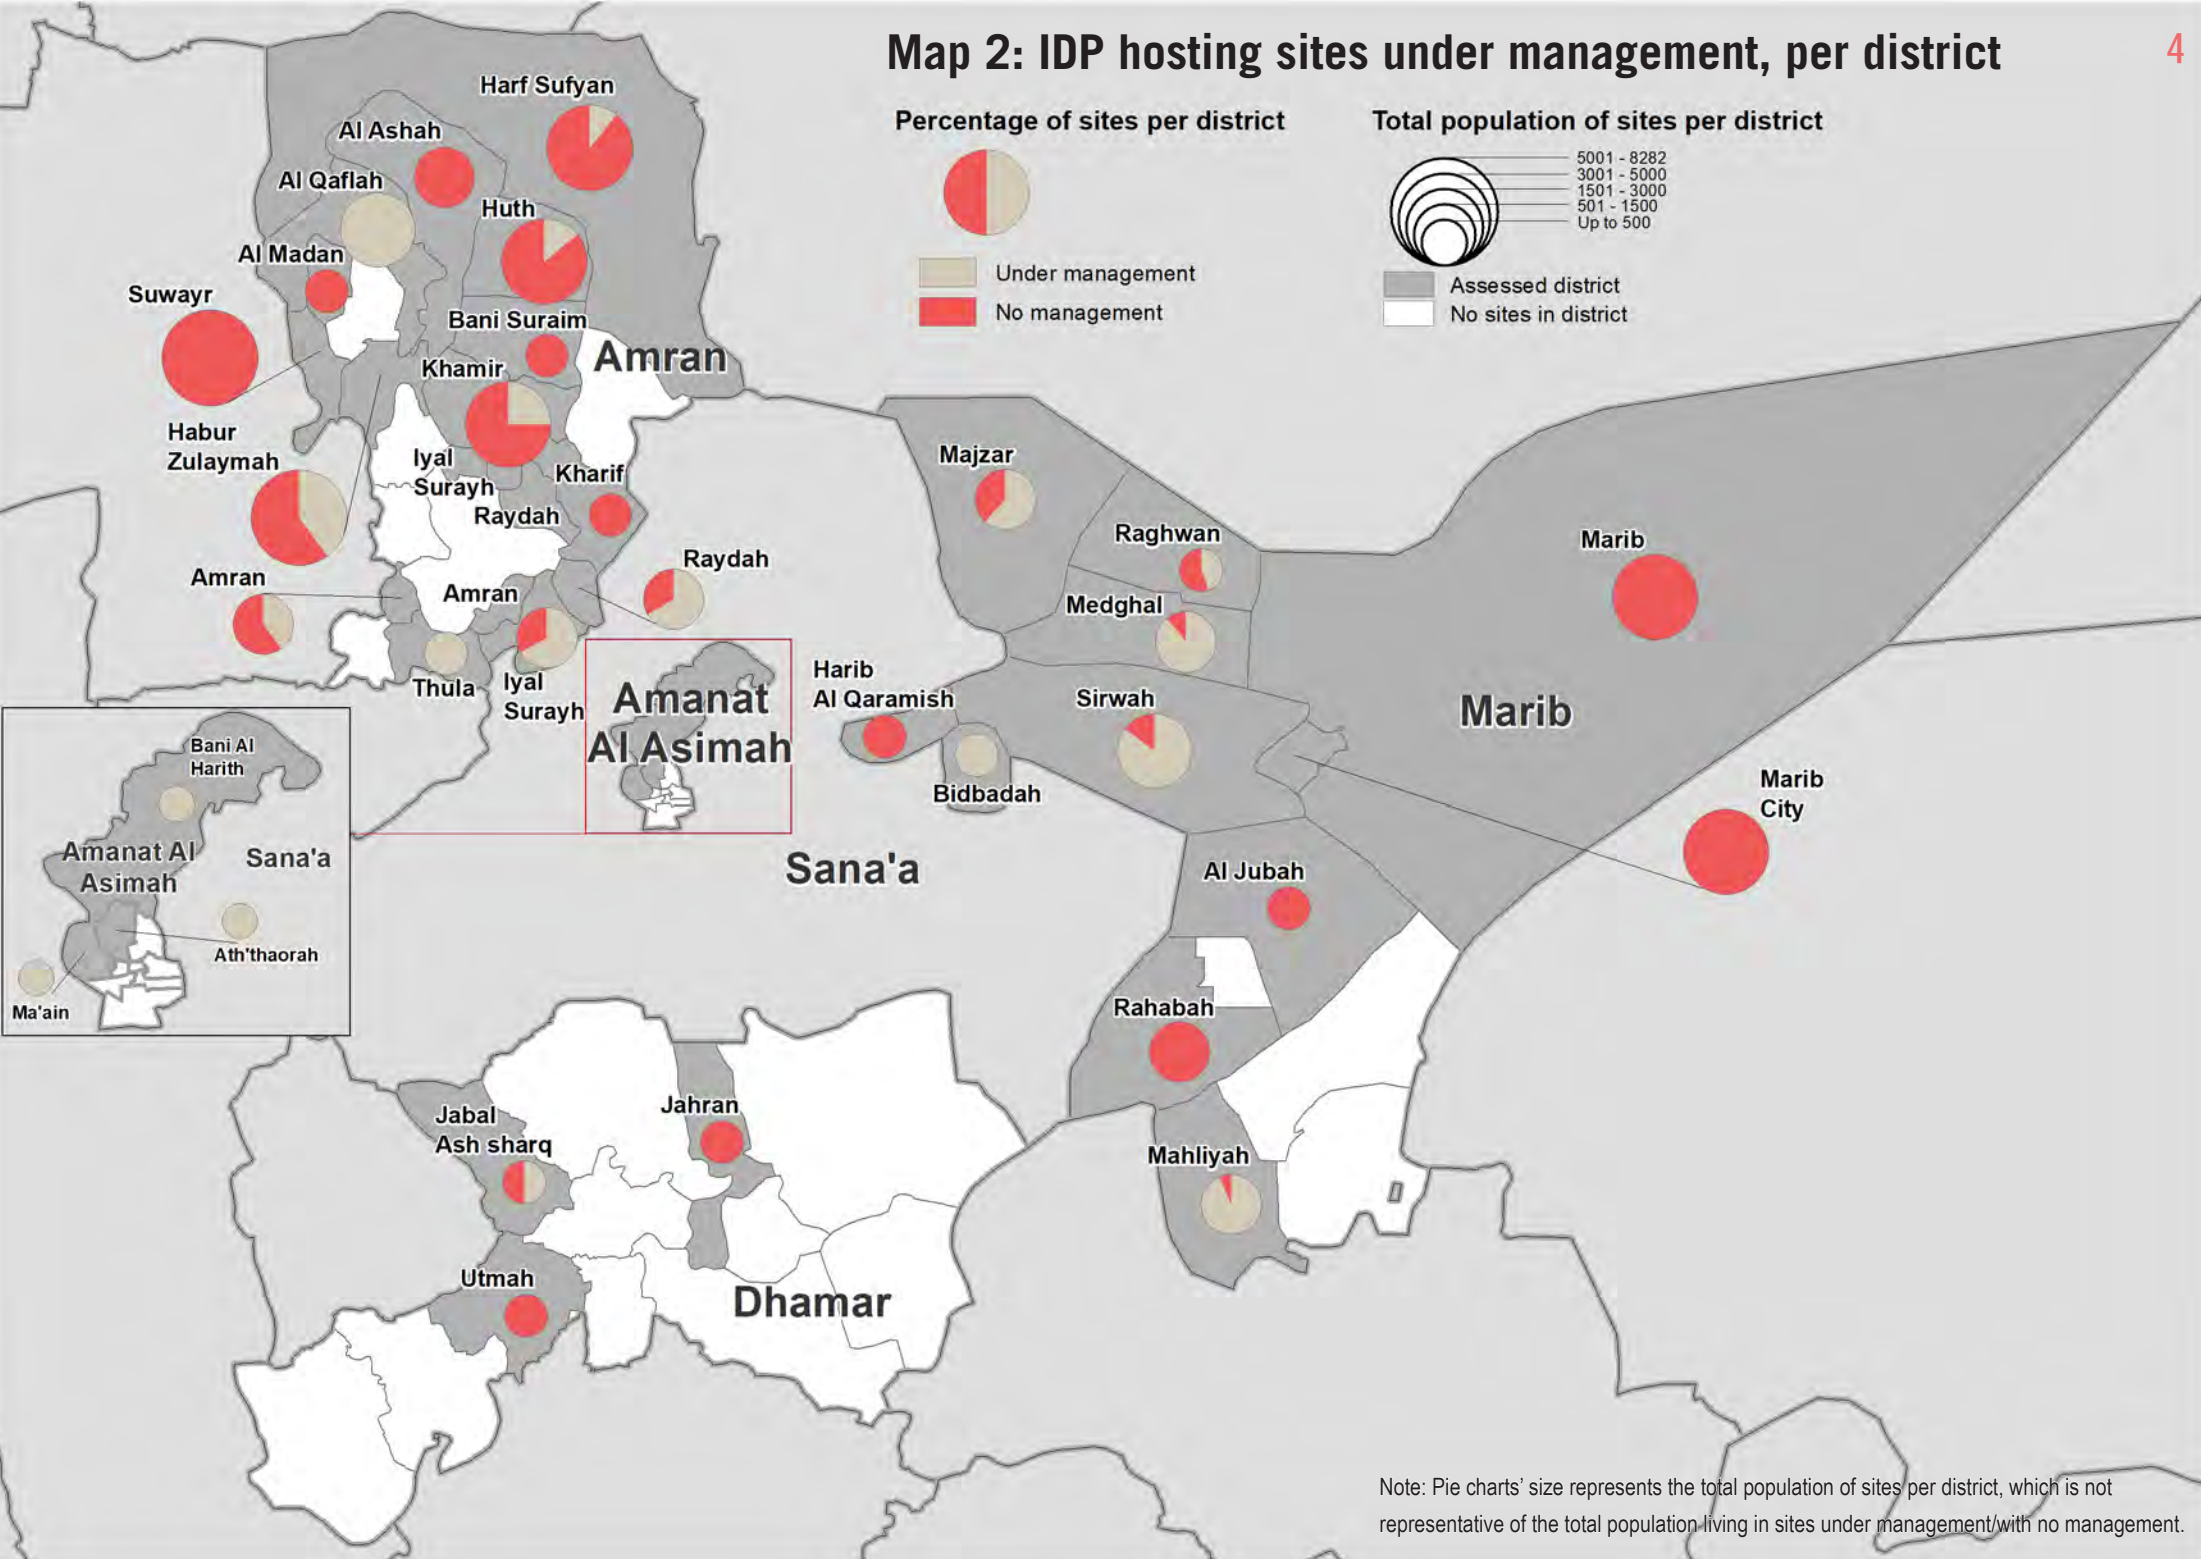 Map 2: IDP hosting sites under management, per district
4
Percentage of sites per district
Under management
No management
Total population of sites per district
5001 - 8282
3001 - 5000
1501 - 3000
501 - 1500
Up to 500
Assessed district
No sites in district
Harf Sufyan
Al Ashah
Al Qaflah
Huth
Al Madan
Suwayr
Bani Suraim
Amran
Khamir
Habur
Zulaymah
Iyal
Surayh
Kharif
Raydah
Amran
Raydah
Amran
Thula
Iyal
Surayh
Amanat
Al Asimah
Bani Al
Harith
Amanat Al
Asimah
Sana'a
Ath'thaorah
Ma'ain
Majzar
Raghwan
Medghal
Marib
Harib
Al Qaramish
Sirwah
Marib
Bidbadah
Marib
City
Sana'a
Al Jubah
Rahabah
Mahliyah
Jabal
Ash sharq
Jahran
Utmah
Dhamar
Note: Pie charts' size represents the total population of sites per district, which is not
representative of the total population living in sites under management/with no management.